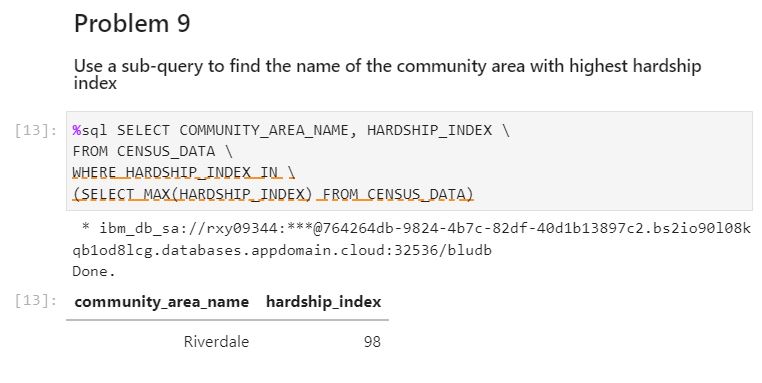 Problem 9
Use a sub-query to find the name of the community area with highest hardship
index
[13]:
%sql SELECT COMMUNITY_AREA_NAME, HARDSHIP_INDEX \
FROM CENSUS_DATA \
WHERE HARDSHIP_INDEX IN \
(SELECT MAX(HARDSHIP_INDEX) FROM CENSUS_DATA)
* ibm_db_sa://rxy09344:***@764264db-9824-4b7c-82df-40d1b13897c2.bs2io90l08k
qb1od8lcg.databases.appdomain.cloud:32536/bludb
Done.
[13]:
community_area_name hardship_index
Riverdale 98